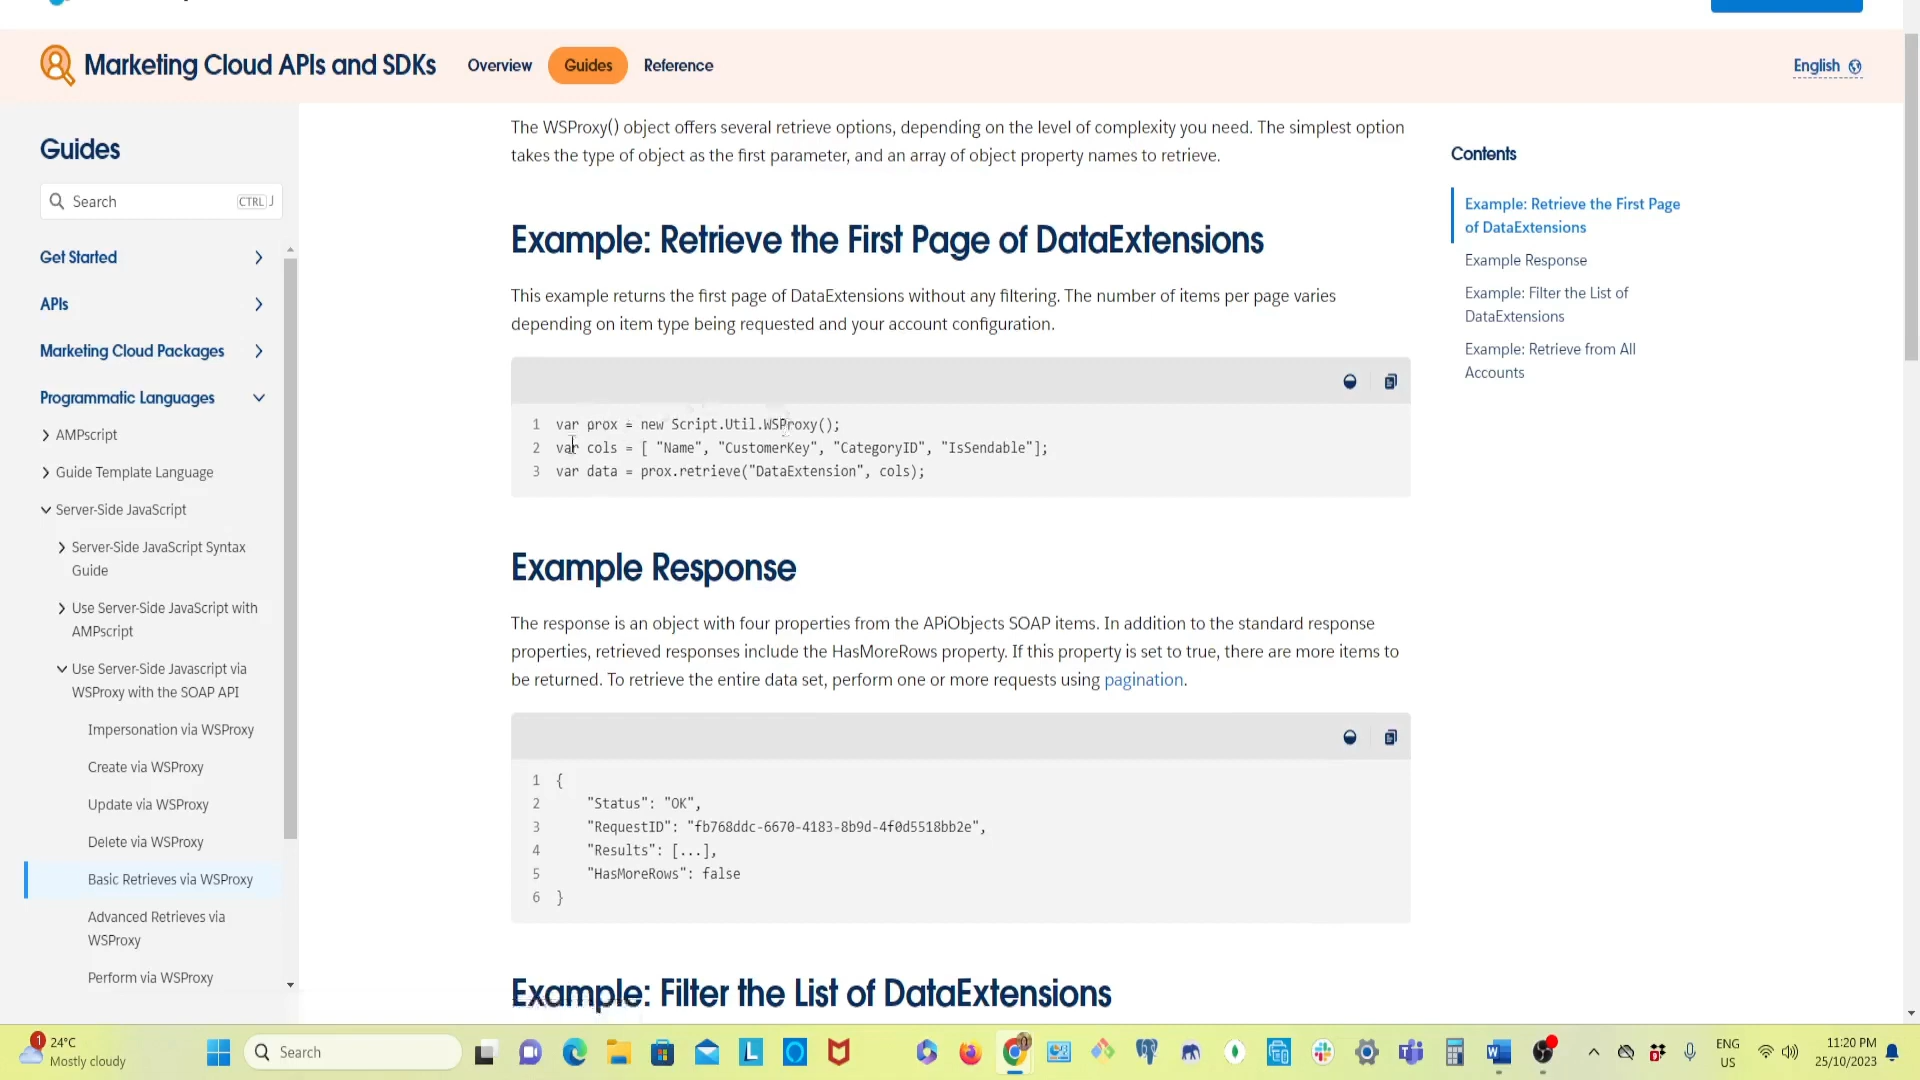 Marketing Cloud APIs and SDKs
Overview
Guides
Reference
English
Guides
Search
CTRL J
Get Started
APIs
Marketing Cloud Packages
Programmatic Languages
AMPscript
Guide Template Language
Server-Side JavaScript
Server-Side JavaScript Syntax
Guide
Use Server-Side JavaScript with
AMPscript
Use Server-Side Javascript via
WSProxy with the SOAP API
Impersonation via WSProxy
Create via WSProxy
Update via WSProxy
Delete via WSProxy
Basic Retrieves via WSProxy
Advanced Retrieves via
WSProxy
Perform via WSProxy
The WSProxy() object offers several retrieve options, depending on the level of complexity you need. The simplest option
takes the type of object as the first parameter, and an array of object property names to retrieve.
Example: Retrieve the First Page of DataExtensions
This example returns the first page of DataExtensions without any filtering. The number of items per page varies
depending on item type being requested and your account configuration.
1 var prox = new Script.Util.WSProxy();
2 var cols = [ "Name", "CustomerKey", "CategoryID", "IsSendable"];
3 var data = prox.retrieve("DataExtension", cols);
Example Response
The response is an object with four properties from the APiObjects SOAP items. In addition to the standard response
properties, retrieved responses include the HasMoreRows property. If this property is set to true, there are more items to
be returned. To retrieve the entire data set, perform one or more requests using pagination.
1 {
2 "Status": "OK",
3 "RequestID": "fb768ddc-6670-4183-8b9d-4f0d5518bb2e",
4 "Results": [...],
5 "HasMoreRows": false
6 }
Example: Filter the List of DataExtensions
Contents
Example: Retrieve the First Page
of DataExtensions
Example Response
Example: Filter the List of
DataExtensions
Example: Retrieve from All
Accounts
1
24°C
Mostly cloudy
Search
L
W
ENG
US
11:20 PM
25/10/2023